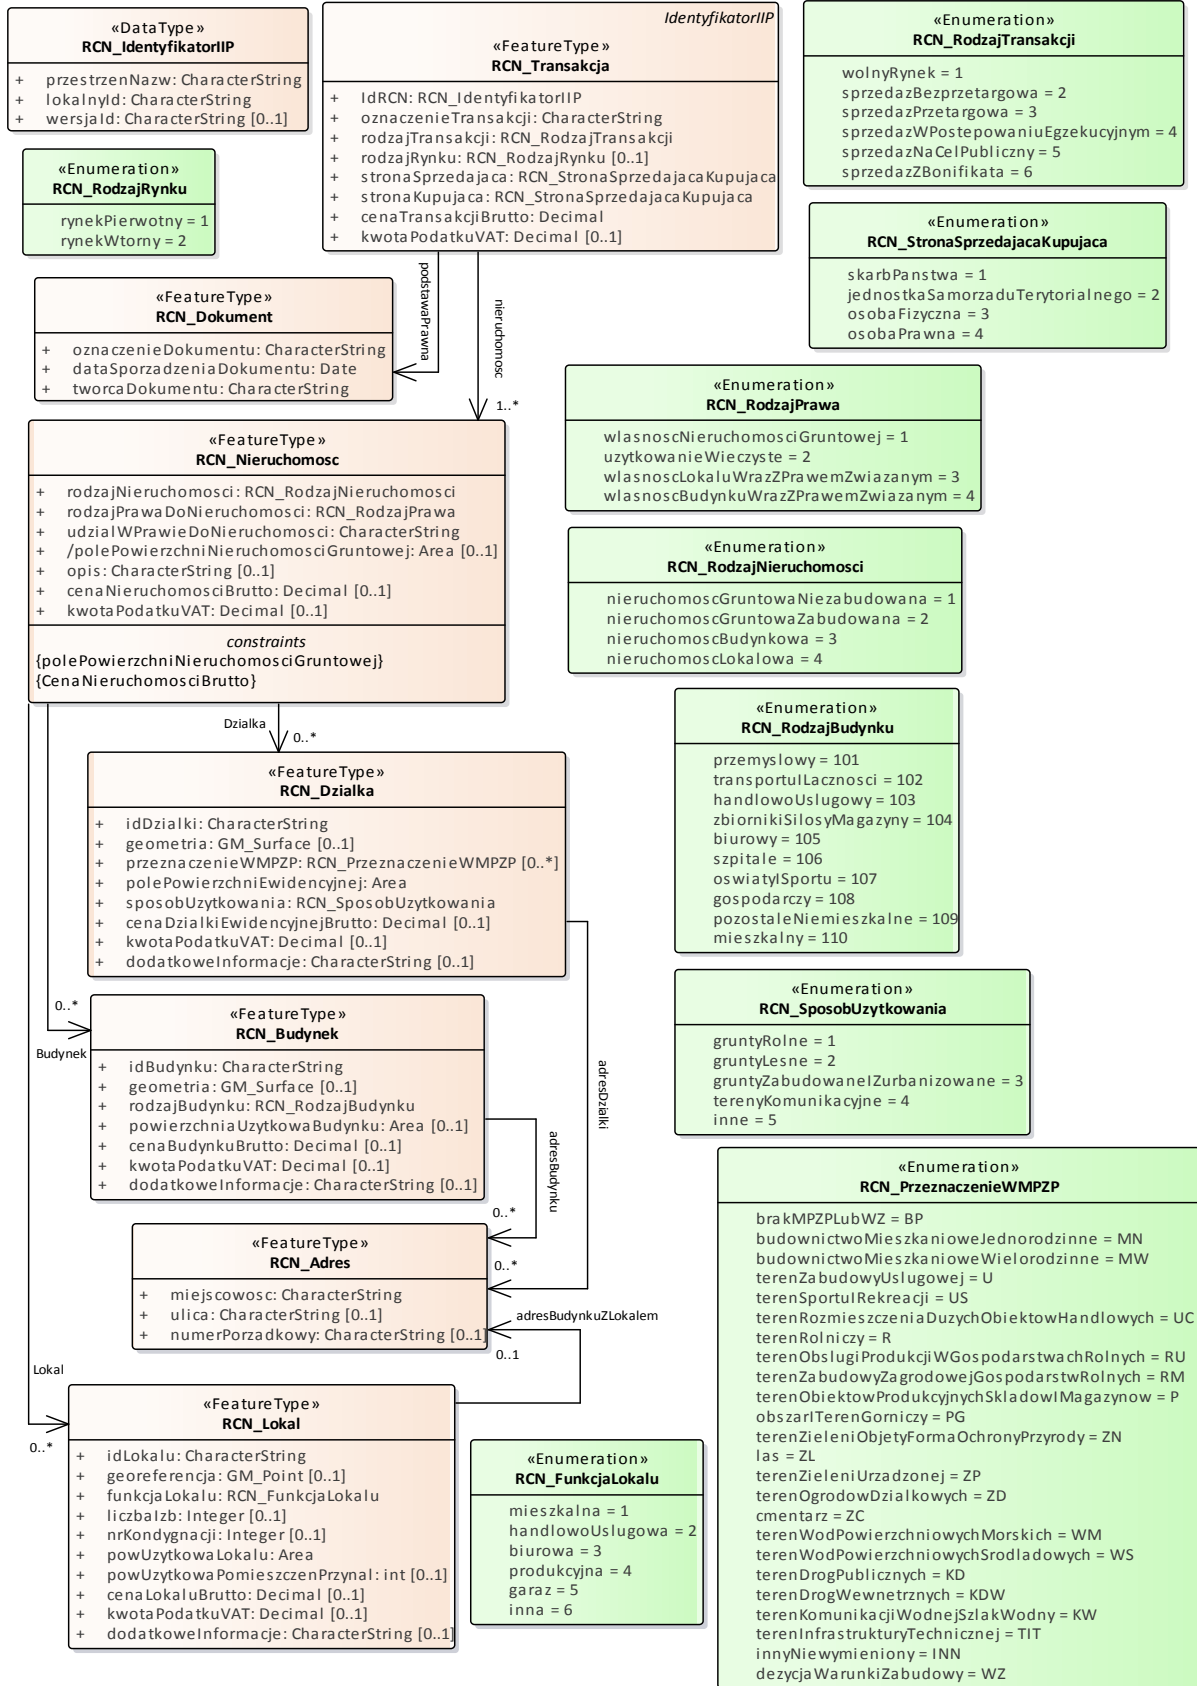 «DataType»
RCN_IdentyfikatorIIP
+ przestrzenNazw: CharacterString
+ lokalnyId: CharacterString
+ wersjaId: CharacterString [0..1]
IdentyfikatorIIP
«FeatureType»
RCN_Transakcja
+ IdRCN: RCN_IdentyfikatorIIP
+ oznaczenieTransakcji: CharacterString
+ rodzajTransakcji: RCN_RodzajTransakcji
+ rodzajRynku: RCN_RodzajRynku [0..1]
+ stronaSprzedajaca: RCN_StronaSprzedajacaKupujaca
+ stronaKupujaca: RCN_StronaSprzedajacaKupujaca
+ cenaTransakcjiBrutto: Decimal
+ kwotaPodatkuVAT: Decimal [0..1]
«Enumeration»
RCN_RodzajTransakcji
wolnyRynek = 1
sprzedazBezprzetargowa = 2
sprzedazPrzetargowa = 3
sprzedazWPostepowaniuEgzekucyjnym = 4
sprzedazNaCelPubliczny = 5
sprzedazZBonifikata = 6
«Enumeration»
RCN_RodzajRynku
rynekPierwotny = 1
rynekWtorny = 2
«Enumeration»
RCN_StronaSprzedajacaKupujaca
skarbPanstwa = 1
jednostkaSamorzaduTerytorialnego = 2
osobaFizyczna = 3
osobaPrawna = 4
podstawaPrawna
nieruchomosc
1..*
«FeatureType»
RCN_Dokument
+ oznaczenieDokumentu: CharacterString
+ dataSporzadzeniaDokumentu: Date
+ tworcaDokumentu: CharacterString
«Enumeration»
RCN_RodzajPrawa
wlasnoscNieruchomosciGruntowej = 1
uzytkowanieWieczyste = 2
wlasnoscLokaluWrazZPrawemZwiazanym = 3
wlasnoscBudynkuWrazZPrawemZwiazanym = 4
«FeatureType»
RCN_Nieruchomosc
+ rodzajNieruchomosci: RCN_RodzajNieruchomosci
+ rodzajPrawaDoNieruchomosci: RCN_RodzajPrawa
+ udzialWPrawieDoNieruchomosci: CharacterString
+ /polePowierzchniNieruchomosciGruntowej: Area [0..1]
+ opis: CharacterString [0..1]
+ cenaNieruchomosciBrutto: Decimal [0..1]
+ kwotaPodatkuVAT: Decimal [0..1]
constraints
{polePowierzchniNieruchomosciGruntowej}
{CenaNieruchomosciBrutto}
«Enumeration»
RCN_RodzajNieruchomosci
nieruchomoscGruntowaNiezabudowana = 1
nieruchomoscGruntowaZabudowana = 2
nieruchomoscBudynkowa = 3
nieruchomoscLokalowa = 4
Dzialka
0..*
«Enumeration»
RCN_RodzajBudynku
przemyslowy = 101
transportuILacznosci = 102
handlowoUslugowy = 103
zbiornikiSilosyMagazyny = 104
biurowy = 105
szpitale = 106
oswiatyISportu = 107
gospodarczy = 108
pozostaleNiemieszkalne = 109
mieszkalny = 110
«FeatureType»
RCN_Dzialka
+ idDzialki: CharacterString
+ geometria: GM_Surface [0..1]
+ przeznaczenieWMPZP: RCN_PrzeznaczenieWMPZP [0..*]
+ polePowierzchniEwidencyjnej: Area
+ sposobUzytkowania: RCN_SposobUzytkowania
+ cenaDzialkiEwidencyjnejBrutto: Decimal [0..1]
+ kwotaPodatkuVAT: Decimal [0..1]
+ dodatkoweInformacje: CharacterString [0..1]
0..*
Budynek
«FeatureType»
RCN_Budynek
+ idBudynku: CharacterString
+ geometria: GM_Surface [0..1]
+ rodzajBudynku: RCN_RodzajBudynku
+ powierzchniaUzytkowaBudynku: Area [0..1]
+ cenaBudynkuBrutto: Decimal [0..1]
+ kwotaPodatkuVAT: Decimal [0..1]
+ dodatkoweInformacje: CharacterString [0..1]
adresDzialki
adresBudynku
0..*
0..*
«Enumeration»
RCN_SposobUzytkowania
gruntyRolne = 1
gruntyLesne = 2
gruntyZabudowaneIZurbanizowane = 3
terenyKomunikacyjne = 4
inne = 5
«FeatureType»
RCN_Adres
+ miejscowosc: CharacterString
+ ulica: CharacterString [0..1]
+ numerPorzadkowy: CharacterString [0..1]
adresBudynkuZLokalem
0..1
Lokal
0..*
«FeatureType»
RCN_Lokal
+ idLokalu: CharacterString
+ georeferencja: GM_Point [0..1]
+ funkcjaLokalu: RCN_FunkcjaLokalu
+ liczbaIzb: Integer [0..1]
+ nrKondygnacji: Integer [0..1]
+ powUzytkowaLokalu: Area
+ powUzytkowaPomieszczenPrzynal: int [0..1]
+ cenaLokaluBrutto: Decimal [0..1]
+ kwotaPodatkuVAT: Decimal [0..1]
+ dodatkoweInformacje: CharacterString [0..1]
«Enumeration»
RCN_FunkcjaLokalu
mieszkalna = 1
handlowoUslugowa = 2
biurowa = 3
produkcyjna = 4
garaz = 5
inna = 6
«Enumeration»
RCN_PrzeznaczenieWMPZP
brakMPZPLubWZ = BP
budownictwoMieszkanioweJednorodzinne = MN
budownictwoMieszkanioweWielorodzinne = MW
terenZabudowyUslugowej = U
terenSportuIRekreacji = US
terenRozmieszczeniaDuzychObiektowHandlowych = UC
terenRolniczy = R
terenObslugiProdukcjiWGospodarstwachRolnych = RU
terenZabudowyZagrodowejGospodarstwRolnych = RM
terenObiektowProdukcyjnychSkladowIMagazynow = P
obszarITerenGorniczy = PG
terenZieleniObjetyFormaOchronyPrzyrody = ZN
las = ZL
terenZieleniUrzadzonej = ZP
terenOgrodowDzialkowych = ZD
cmentarz = ZC
terenWodPowierzchniowychMorskich = WM
terenWodPowierzchniowychSrodladowych = WS
terenDrogPublicznych = KD
terenDrogWewnetrznych = KDW
terenKomunikacjiWodnejSzlakWodny = KW
terenInfrastrukturyTechnicznej = TIT
innyNiewymieniony = INN
dezycjaWarunkiZabudowy = WZ